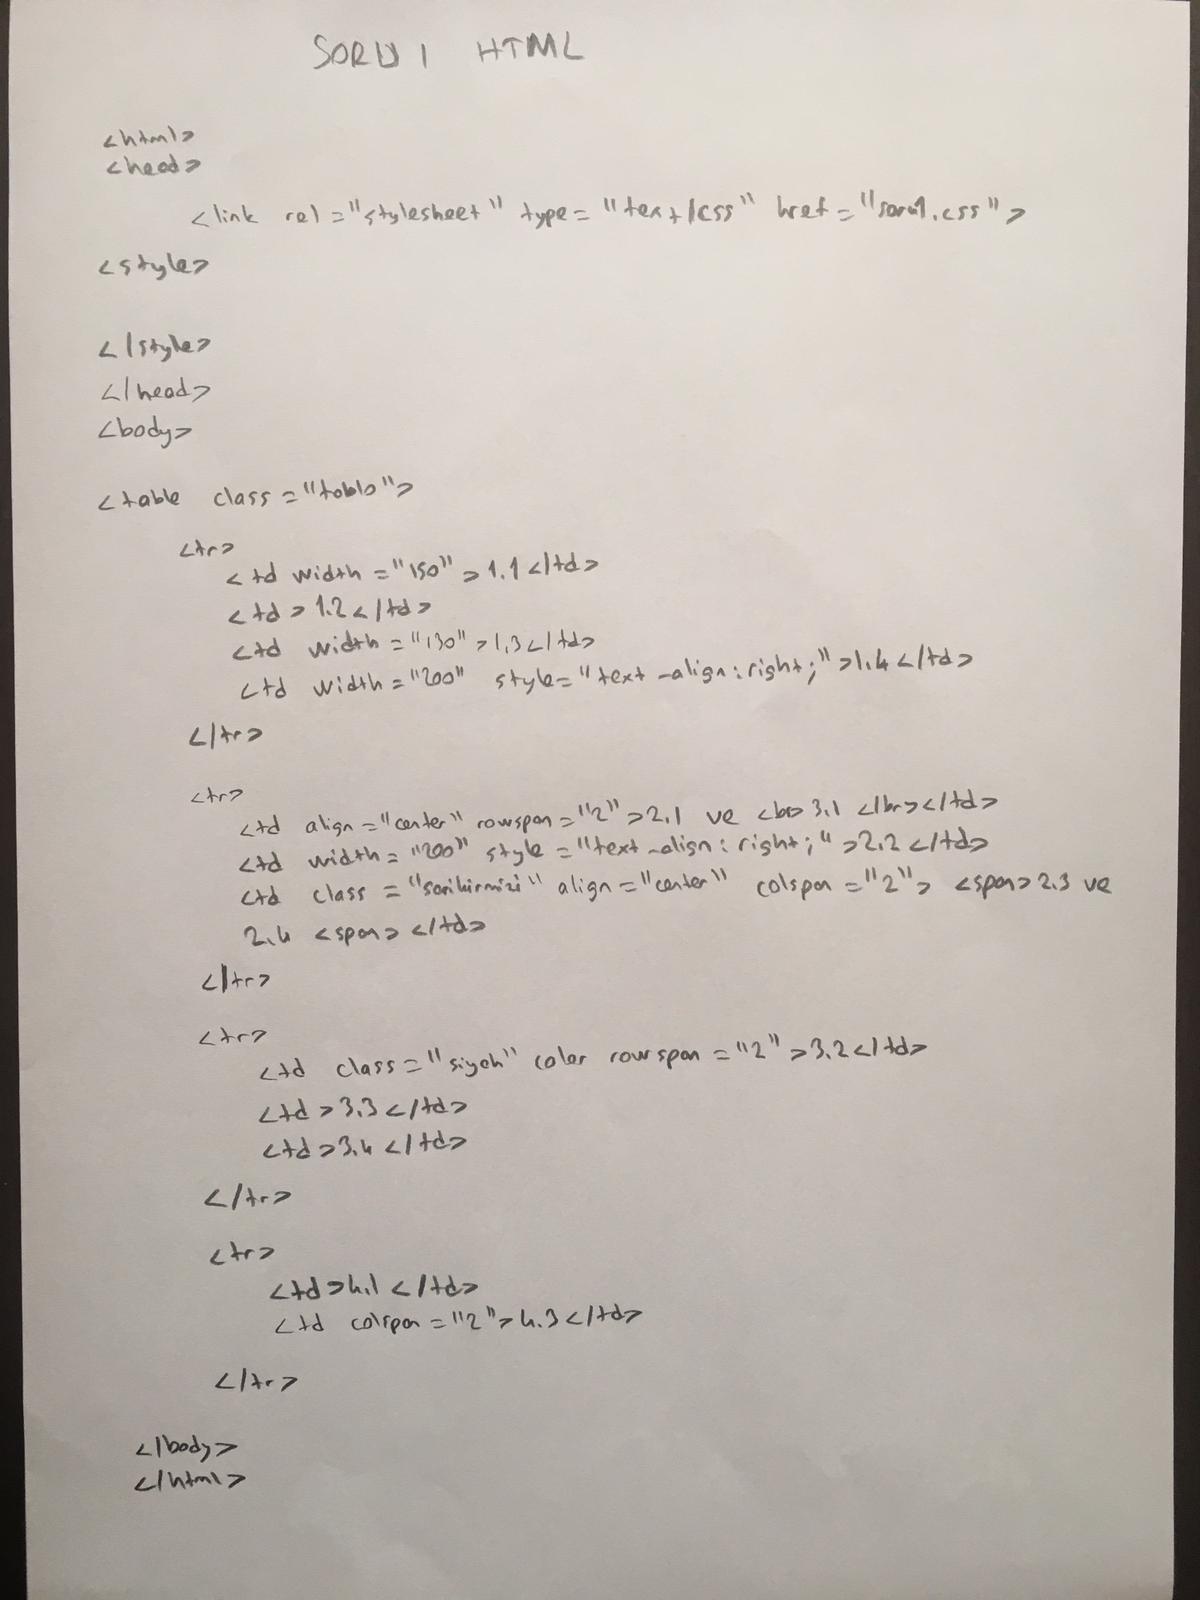 SORU 1 HTML
<html>
<head>
<link rel="stylesheet" type="text/css" href="soru1.css">
<style>
</style>
</head>
<body>
<table class="tablo">
<tr>
<td width="150">1.1</td>
<td>1.2</td>
<td width="130">1.3</td>
<td width="200" style="text-align:right;">1.4</td>
</tr>
<tr>
<td align="center" rowspan="2">2.1 ve <br>3.1 </br></td>
<td width="200" style="text-align:right;">2.2</td>
<td class="sarikirmizi" align="center" colspan="2"> <span>2.3 ve
2.4 <span> </td>
</tr>
<tr>
<td class="siyah" color rowspan="2">3.2</td>
<td>3.3</td>
<td>3.4</td>
</tr>
<tr>
<td>4.1</td>
<td colspan="2">4.3</td>
</tr>
</body>
</html>